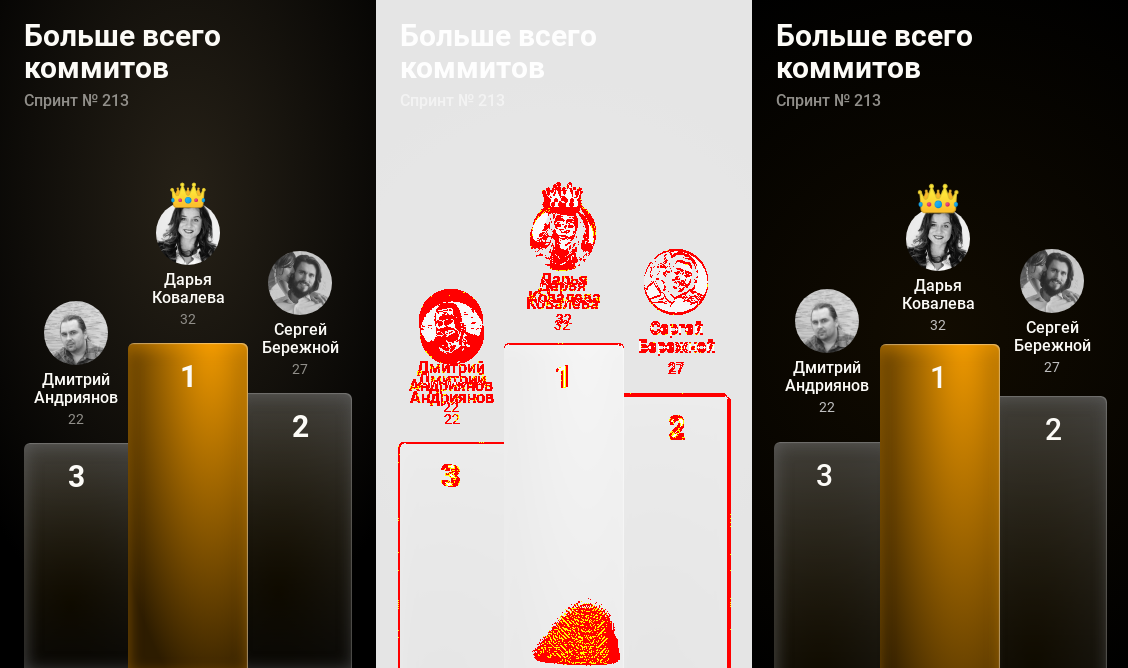 Больше всего
коммитов
Спринт № 213
Дарья
Ковалева
32
Сергей
Бережной
27
Дмитрий
Андриянов
22
1
2
3
Больше всего
коммитов
Спринт № 213
Дарья
Ковалева
32
Сергей
Бережной
27
Дмитрий
Андриянов
22
1
2
3
Больше всего
коммитов
Спринт № 213
Дарья
Ковалева
32
Сергей
Бережной
27
Дмитрий
Андриянов
22
1
2
3